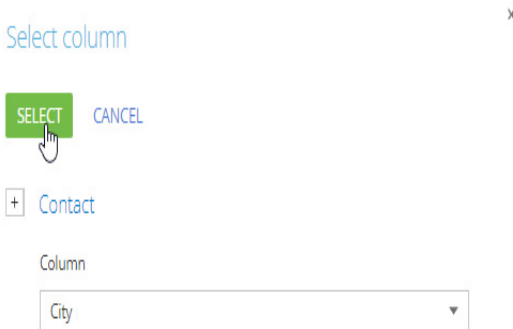 Select column
SELECT CANCEL
+ Contact
Column
City